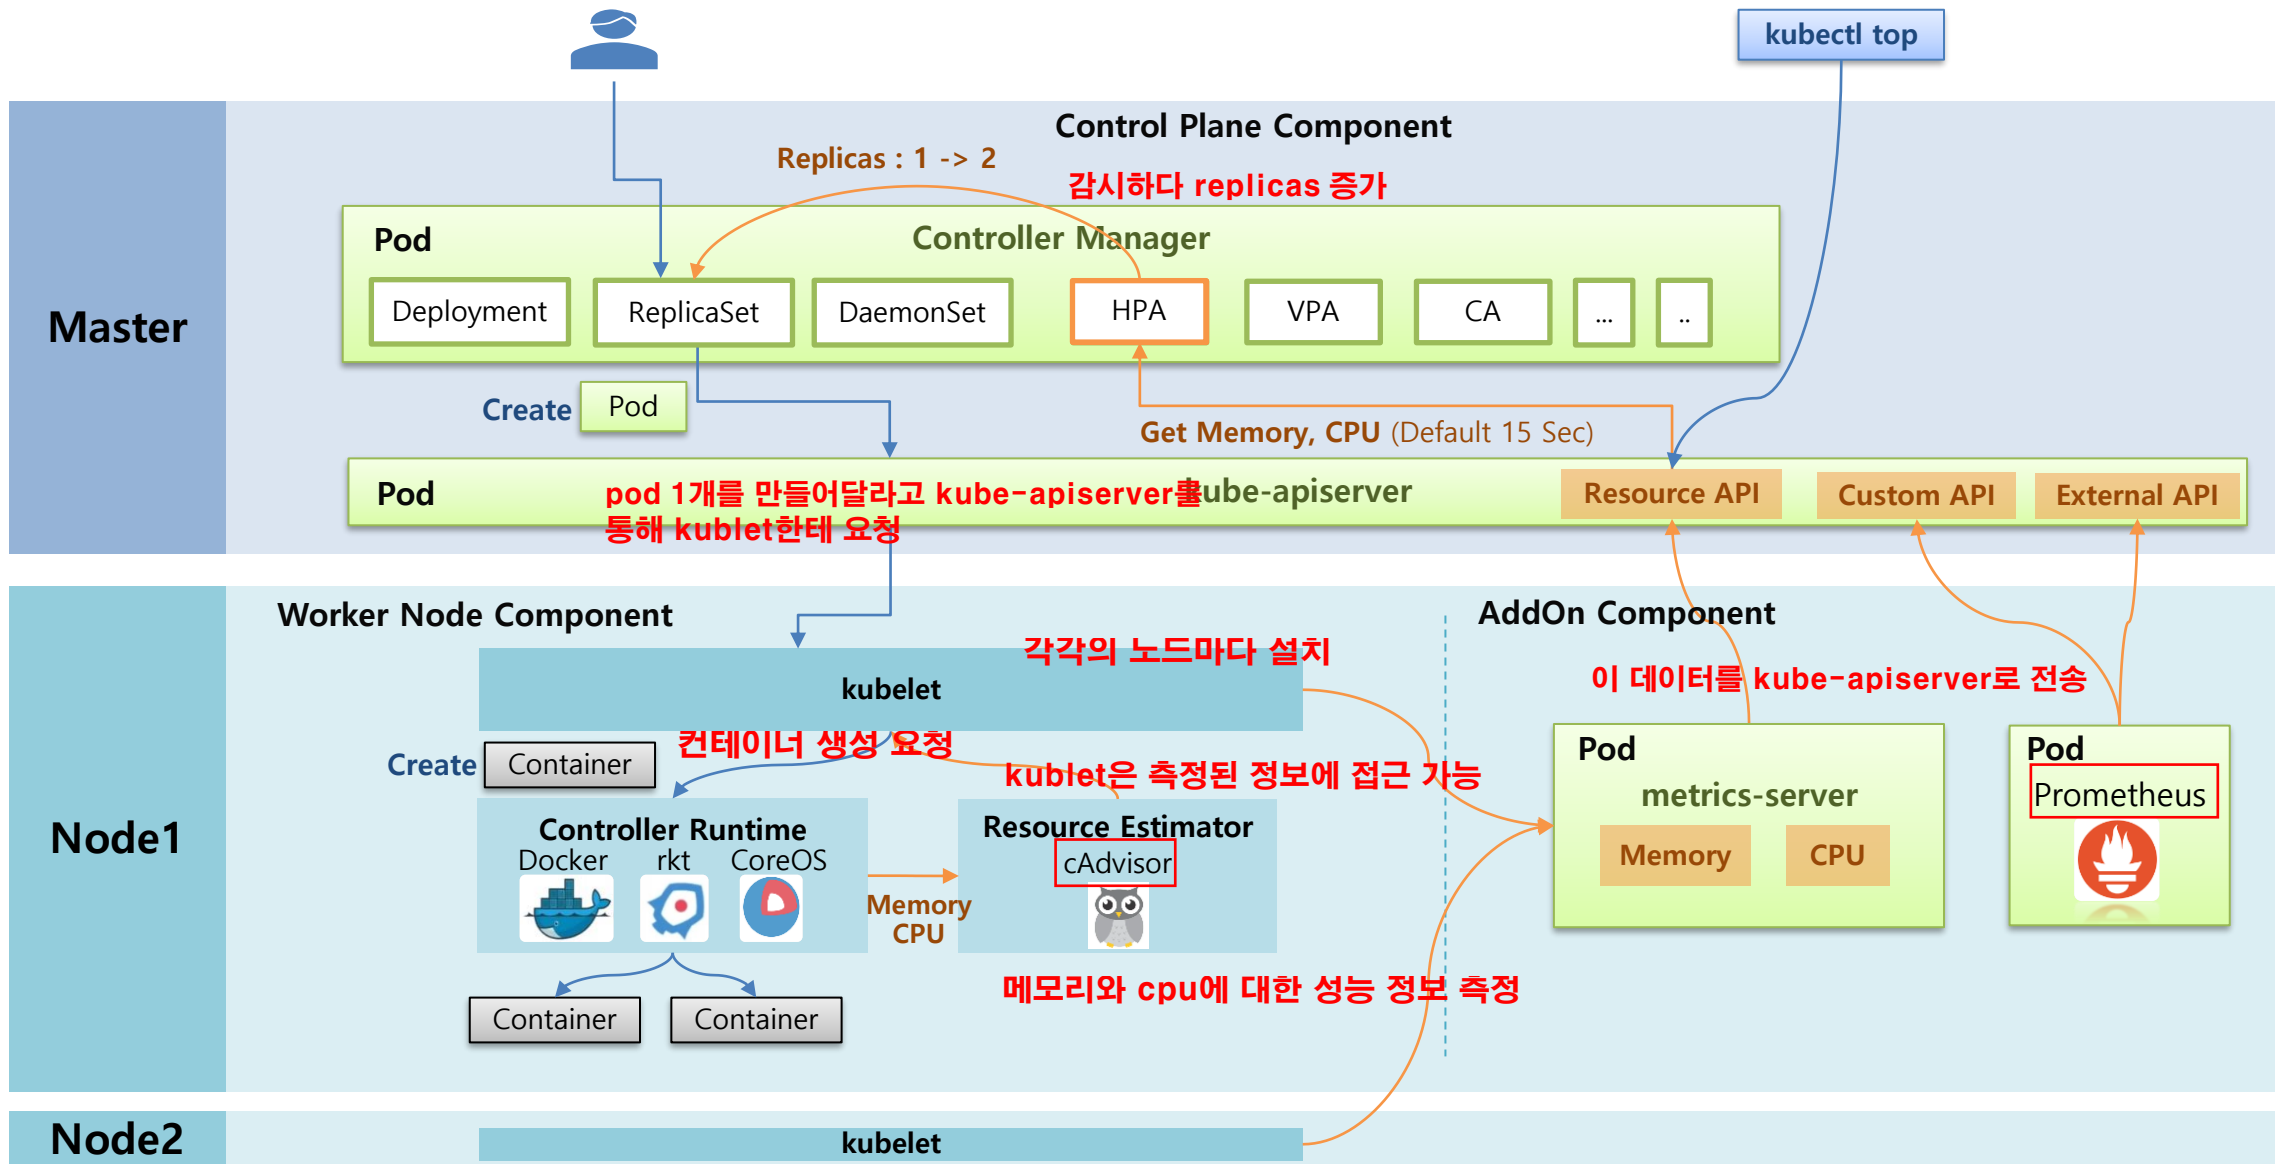 kubectl top
Control Plane Component
Replicas : 1 -> 2
감시하다 replicas 증가
Master
Pod
Controller Manager
Deployment
ReplicaSet
DaemonSet
HPA
VPA
CA
...
..
Create
Pod
Get Memory, CPU (Default 15 Sec)
Pod
pod 1개를 만들어달라고 kube-apiserver를
통해 kublet한테 요청
kube-apiserver
Resource API
Custom API
External API
Node1
Worker Node Component
AddOn Component
각각의 노드마다 설치
kubelet
이 데이터를 kube-apiserver로 전송
컨테이너 생성 요청
Create
Container
kublet은 측정된 정보에 접근 가능
Controller Runtime
Docker
rkt
CoreOS
Memory
CPU
Resource Estimator
cAdvisor
Pod
metrics-server
Memory
CPU
Pod
Prometheus
메모리와 cpu에 대한 성능 정보 측정
Container
Container
Node2
kubelet